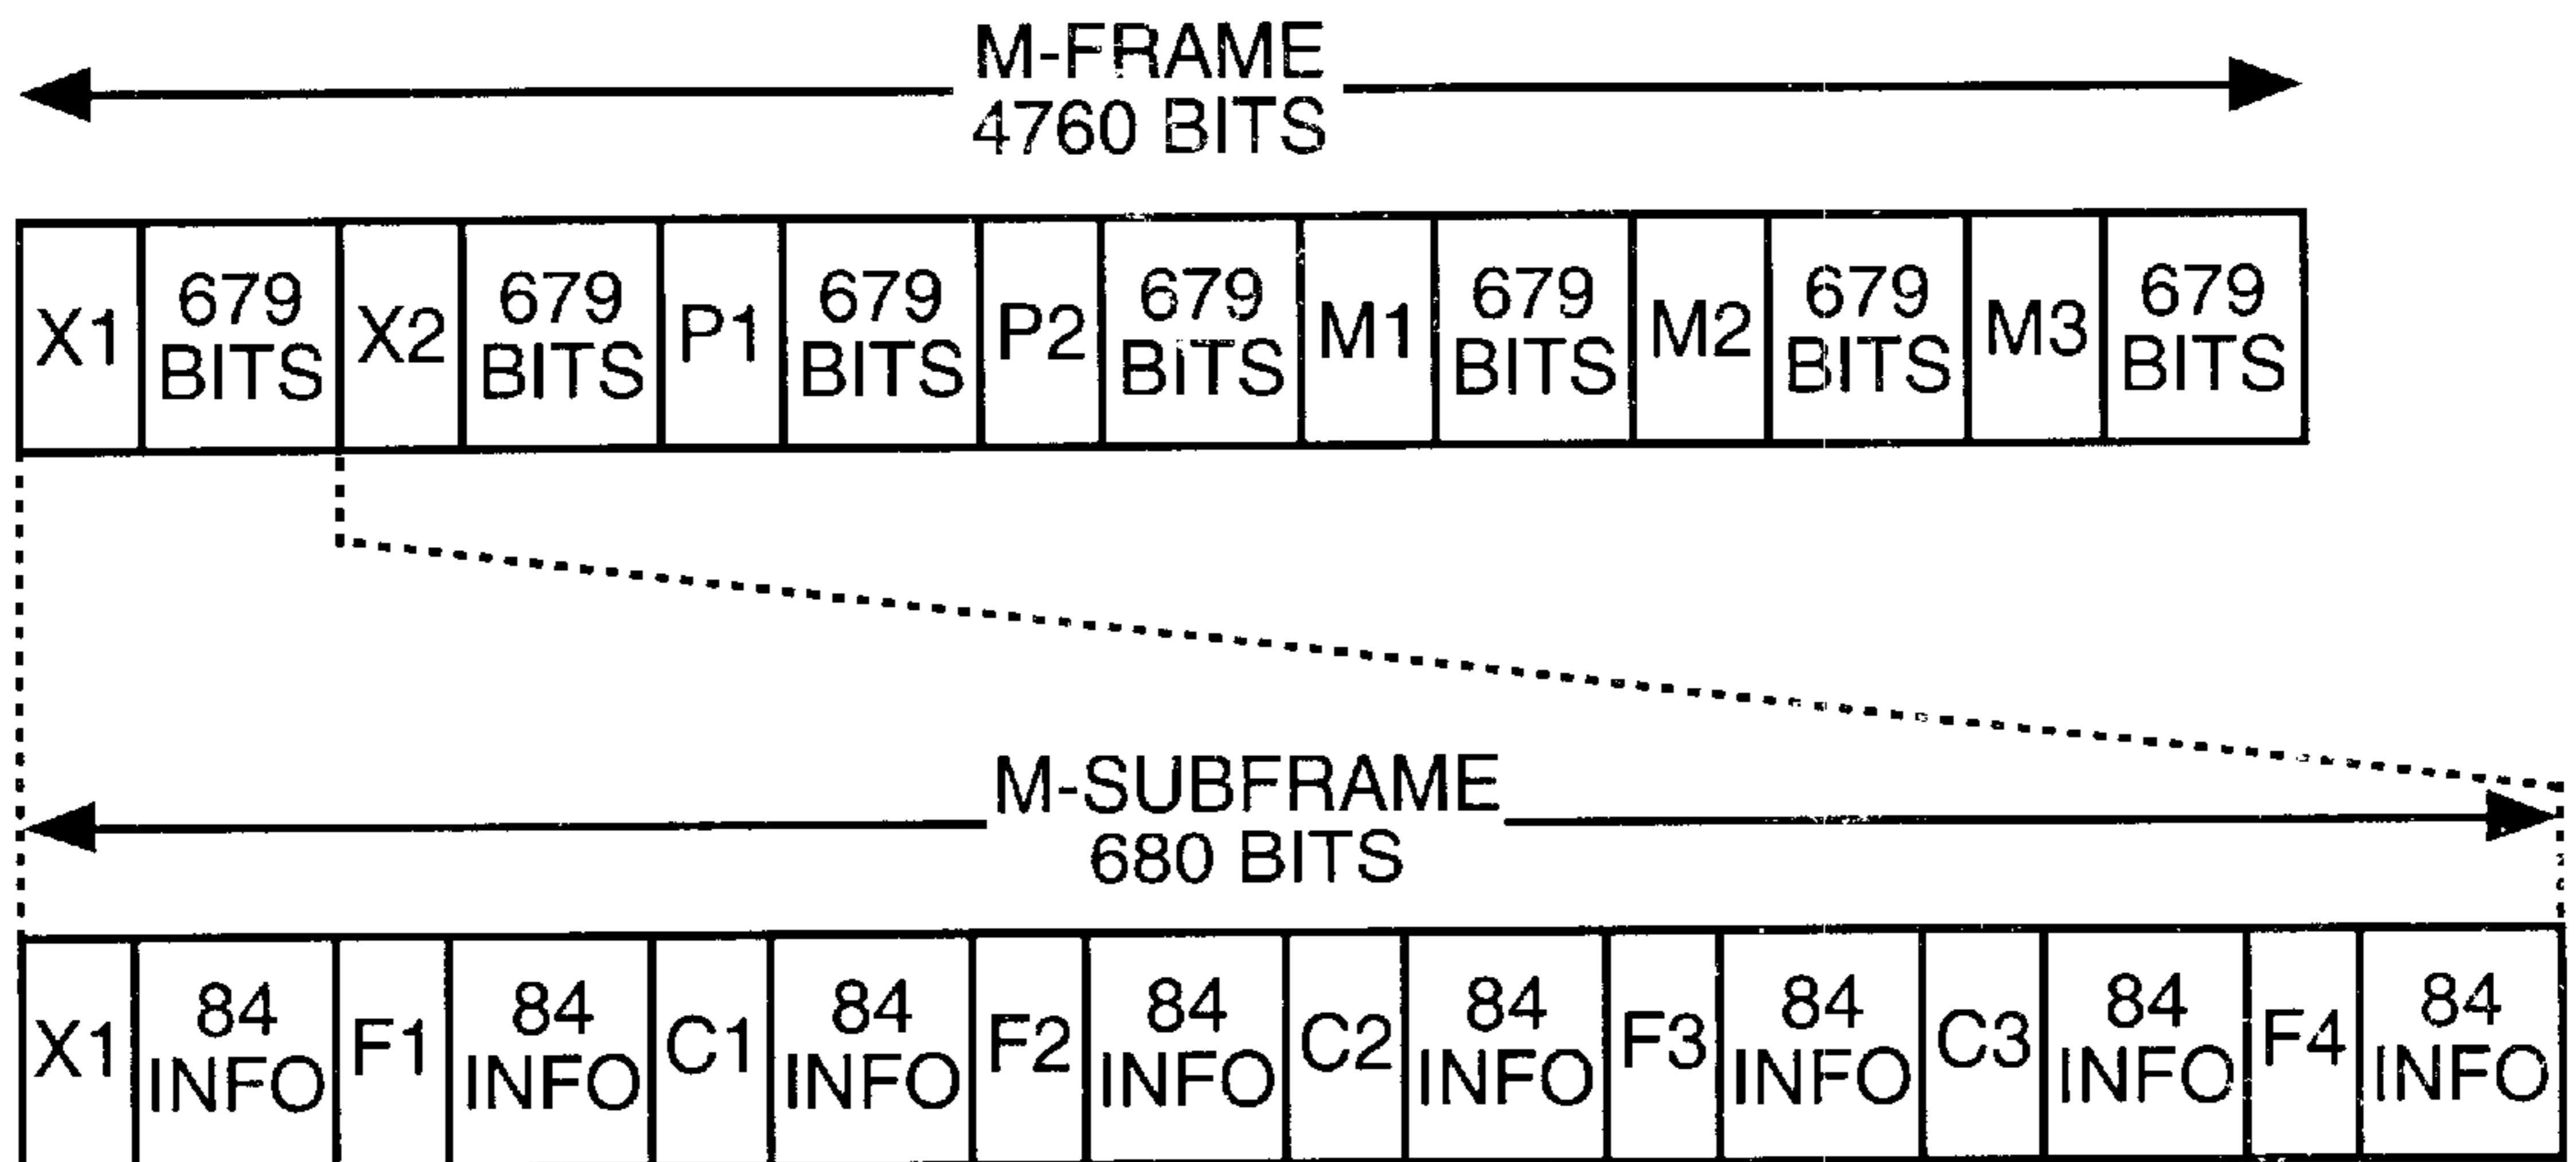 M-FRAME
4760 BITS
X1 679 BITS X2 679 BITS P1 679 BITS P2 679 BITS M1 679 BITS M2 679 BITS M3 679 BITS
M-SUBFRAME
680 BITS
X1 84 INFO F1 84 INFO C1 84 INFO F2 84 INFO C2 84 INFO F3 84 INFO C3 84 INFO F4 84 INFO